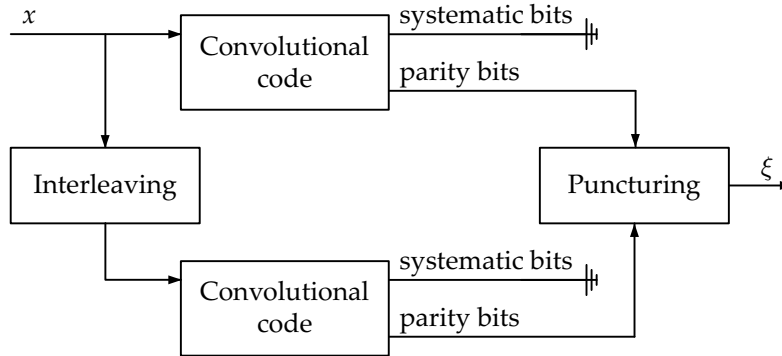 x
systematic bits
Convolutional
code
parity bits
Interleaving
Puncturing
ξ
systematic bits
Convolutional
code
parity bits